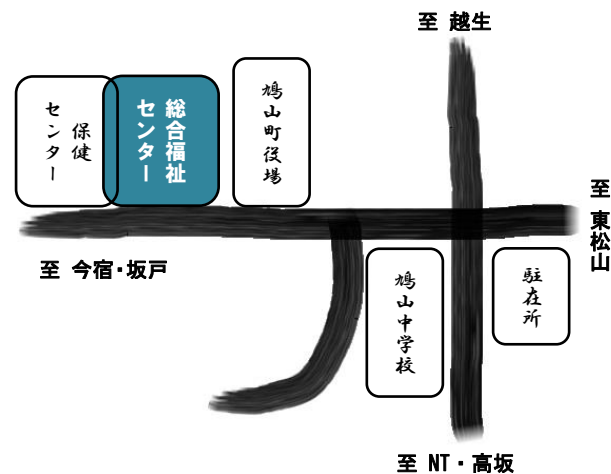 至 越生
総合福祉
センター
保健
センター
鳩山町役場
至 東松山
至 今宿・坂戸
鳩山中学校
駐在所
至 NT・高坂